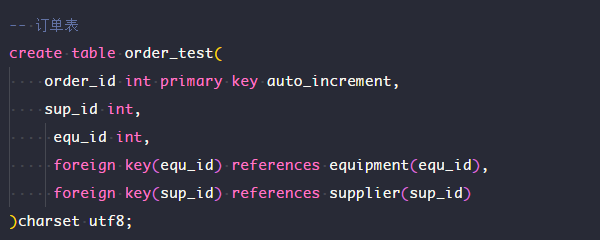 -- 订单表
create table order_test(
    order_id int primary key auto_increment,
    sup_id int,
     equ_id int,
     foreign key(equ_id) references equipment(equ_id),
     foreign key(sup_id) references supplier(sup_id)
)charset utf8;